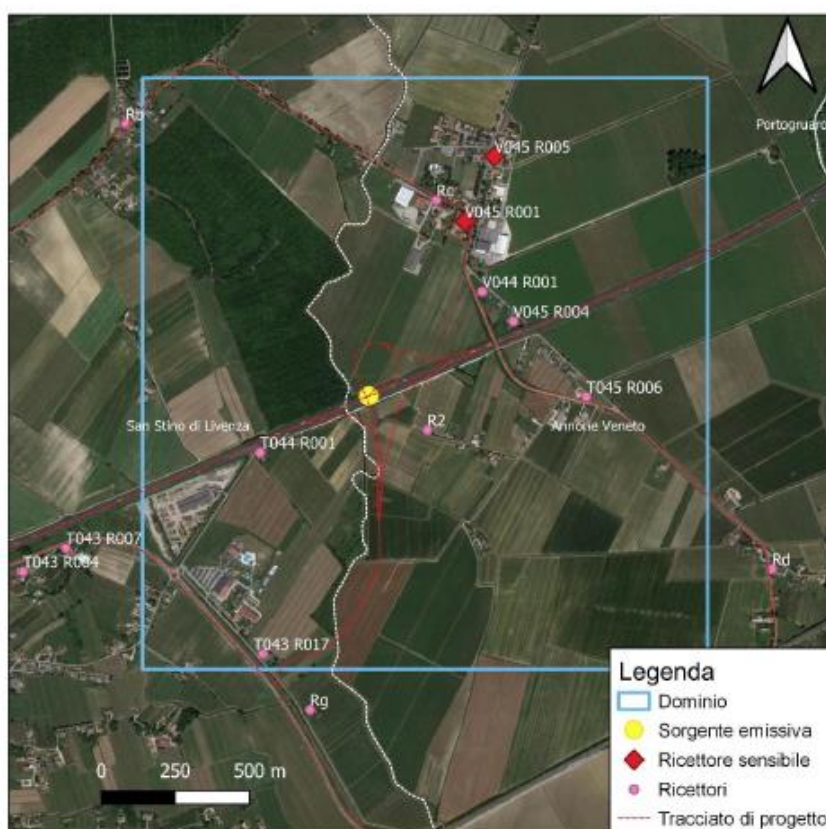 Portogruaro
V045 R005
Rc
V045 R001
V044 R001
V045 R004
T045 R006
San Stino di Livenza
R2
Annone Veneto
T044 R001
T043 R007
T043 R004
Rd
T043 R017
Rg
Legenda
Dominio
Sorgente emissiva
Ricettore sensibile
Ricettori
Tracciato di progetto
0 250 500 m